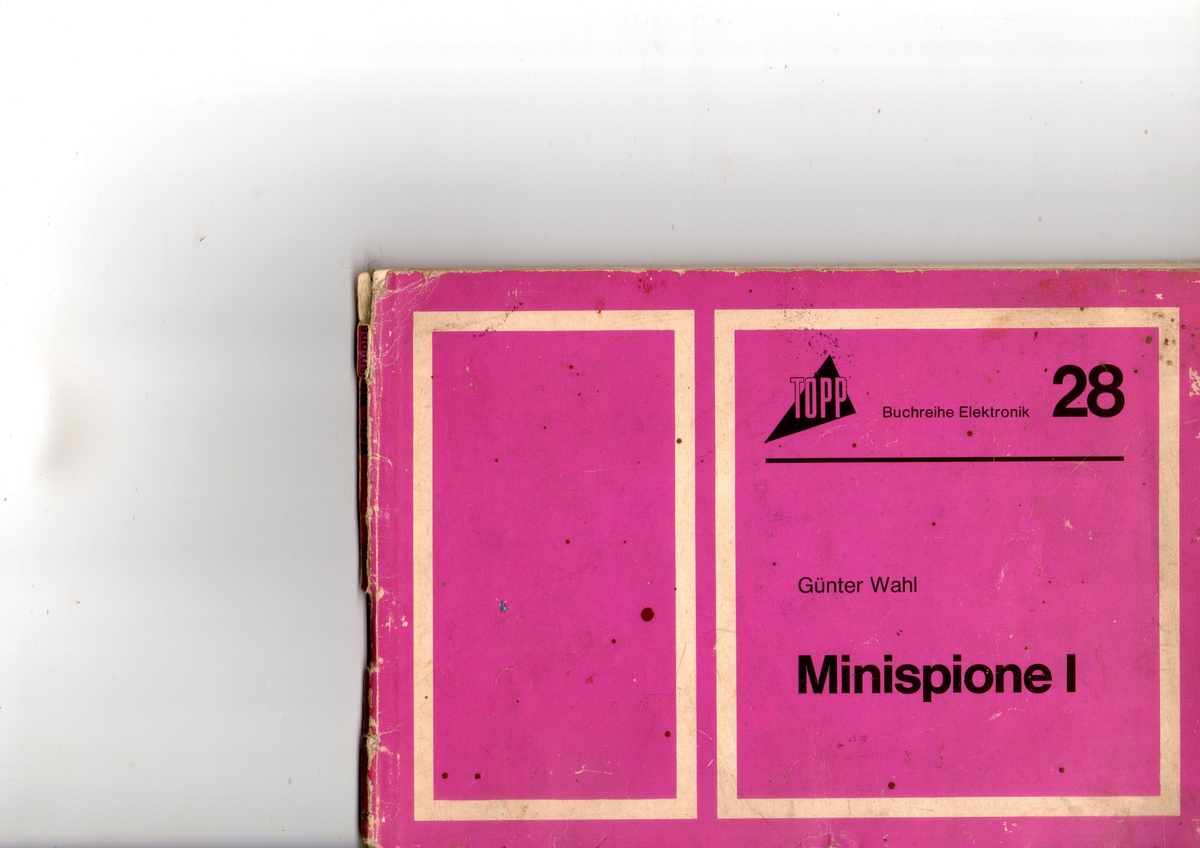 TOPP
Buchreihe Elektronik 28
Günter Wahl
Minispione I